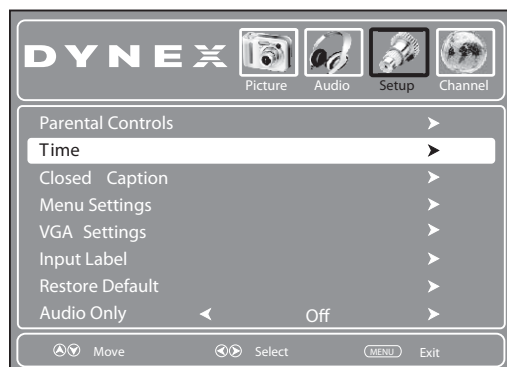 DYNEX
Picture Audio Setup Channel
Parental Controls
Time
Closed Caption
Menu Settings
VGA Settings
Input Label
Restore Default
Audio Only Off
Move Select MENU Exit